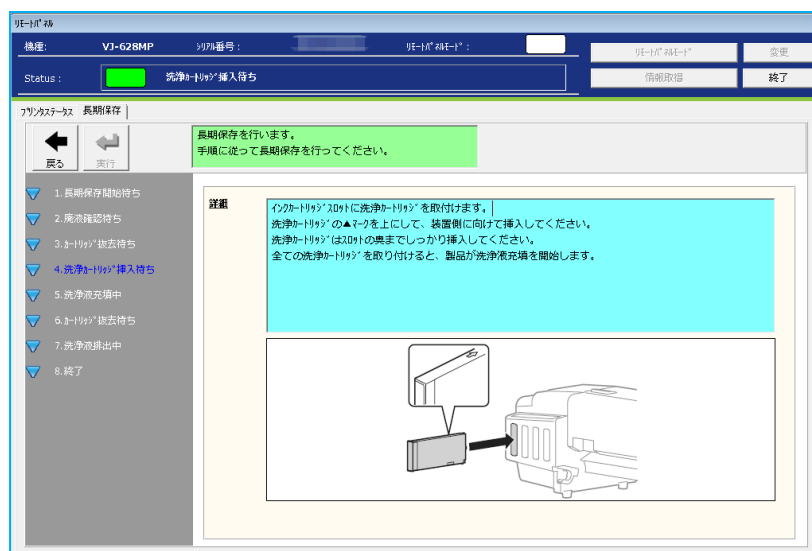 ﾘﾓｰﾄﾊﾟﾈﾙ
機種:
VJ-628MP
ｼﾘｱﾙ番号 :
ﾘﾓｰﾄﾊﾟﾈﾙﾓｰﾄﾞ :
ﾘﾓｰﾄﾊﾟﾈﾙﾓｰﾄﾞ
変更
Status :
洗浄ｶｰﾄﾘｯｼﾞ挿入待ち
情報取得
終了
ﾌﾟﾘﾝﾀｽﾃｰﾀｽ
長期保存
戻る
実行
長期保存を行います。
手順に従って長期保存を行ってください。
1.長期保存開始待ち
2.廃液確認待ち
3.ｶｰﾄﾘｯｼﾞ抜去待ち
4.洗浄ｶｰﾄﾘｯｼﾞ挿入待ち
5.洗浄液充填中
6.ｶｰﾄﾘｯｼﾞ抜去待ち
7.洗浄液排出中
8.終了
詳細
ｲﾝｸｶｰﾄﾘｯｼﾞｽﾛｯﾄに洗浄ｶｰﾄﾘｯｼﾞを取付けます。
洗浄ｶｰﾄﾘｯｼﾞの▲ﾏｰｸを上にして、装置側に向けて挿入してください。
洗浄ｶｰﾄﾘｯｼﾞはｽﾛｯﾄの奥までしっかり挿入してください。
全ての洗浄ｶｰﾄﾘｯｼﾞを取り付けると、製品が洗浄液充填を開始します。